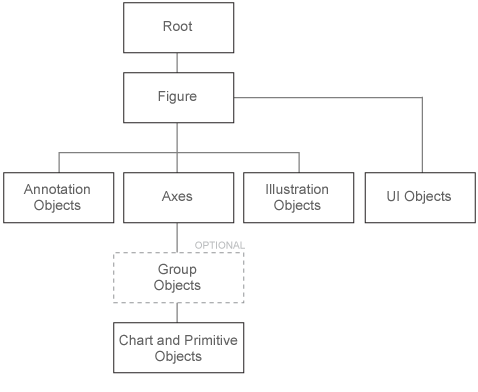 Root
Figure
Annotation
Objects
Axes
Illustration
Objects
UI Objects
OPTIONAL
Group
Objects
Chart and Primitive
Objects